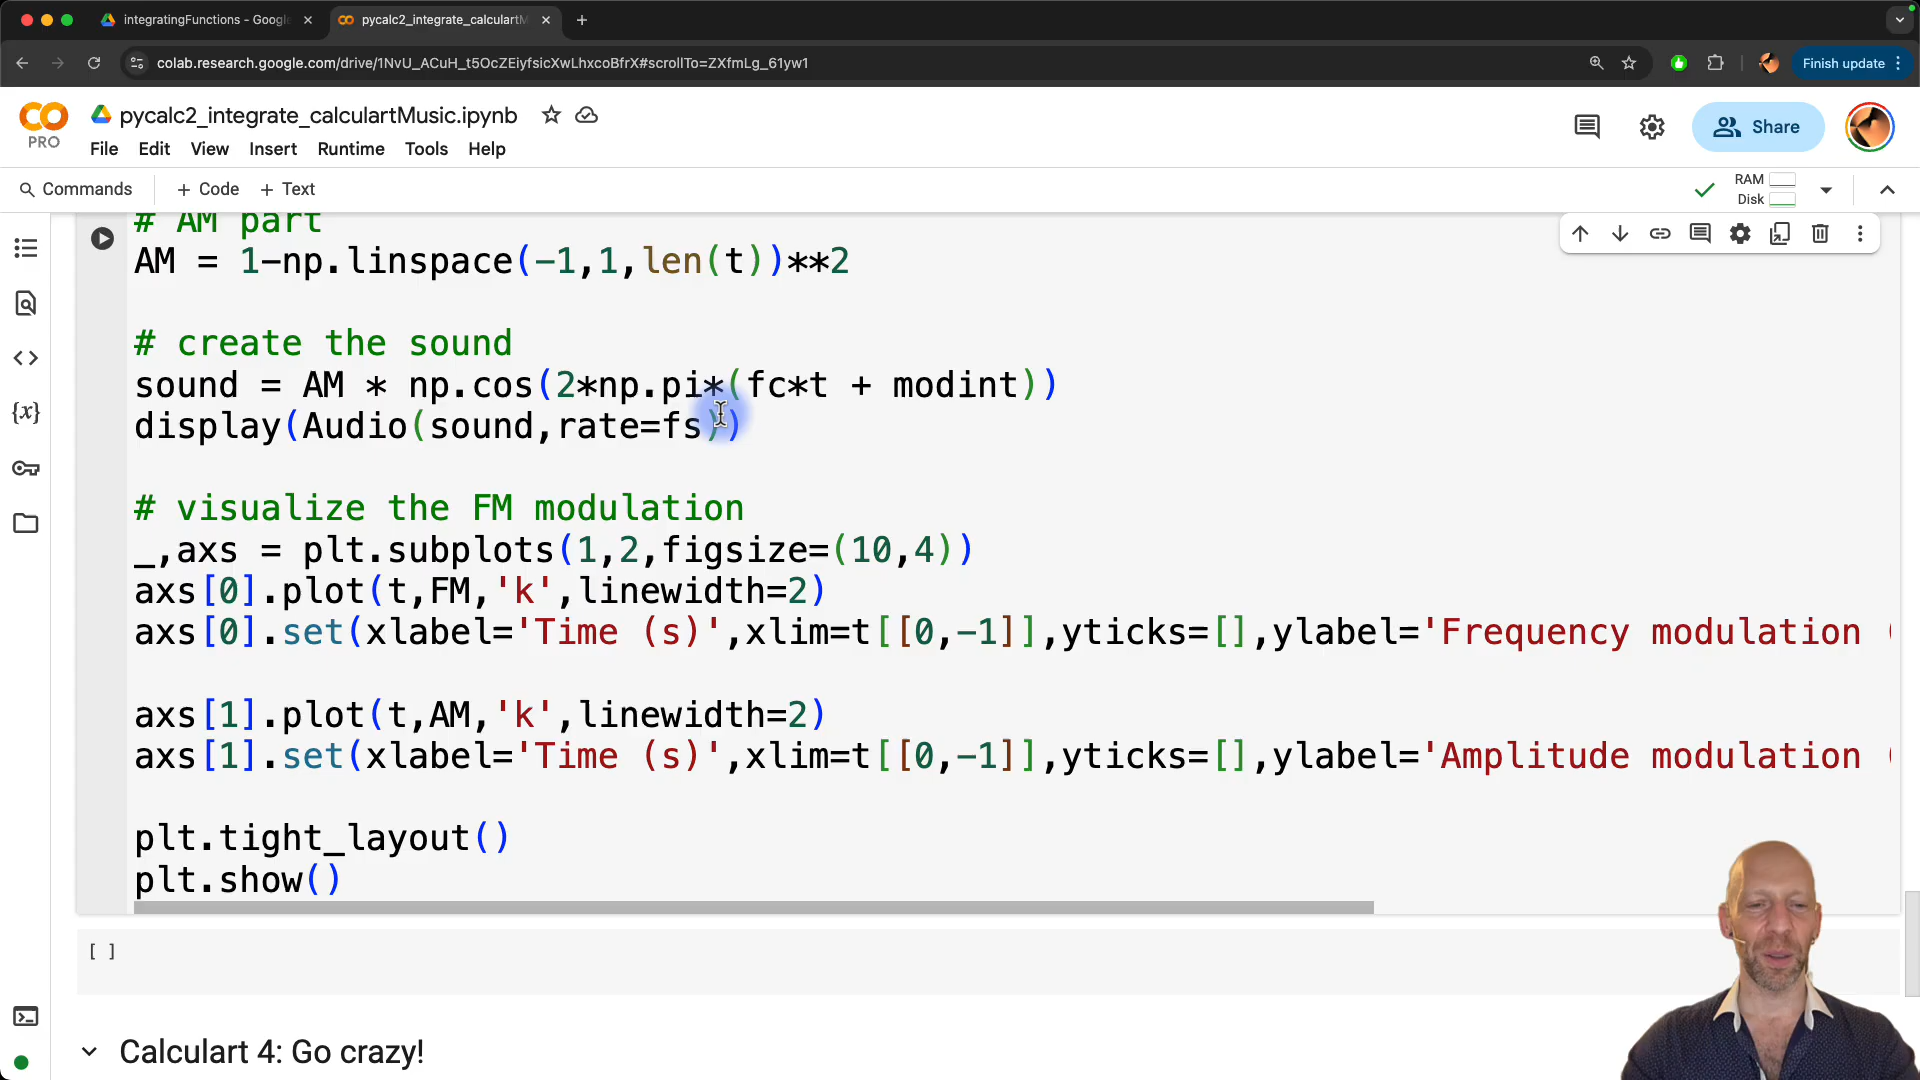 integratingFunctions - Google
pycalc2_integrate_calculartM
colab.research.google.com/drive/1NvU_ACuH_t5OcZEiyfsicXwLhxcoBfrX#scrollTo=ZXfmLg_61yw1
Finish update
PRO
pycalc2_integrate_calculartMusic.ipynb
File Edit View Insert Runtime Tools Help
Share
Commands
+ Code + Text
RAM
Disk
# AM part
AM = 1-np.linspace(-1,1,len(t))**2
# create the sound
sound = AM * np.cos(2*np.pi*(fc*t + modint))
display(Audio(sound,rate=fs))
# visualize the FM modulation
_,axs = plt.subplots(1,2,figsize=(10,4))
axs[0].plot(t,FM,'k',linewidth=2)
axs[0].set(xlabel='Time (s)',xlim=t[[0,-1]],yticks=[],ylabel='Frequency modulation (
axs[1].plot(t,AM,'k',linewidth=2)
axs[1].set(xlabel='Time (s)',xlim=t[[0,-1]],yticks=[],ylabel='Amplitude modulation (
plt.tight_layout()
plt.show()
[ ]
Calculart 4: Go crazy!